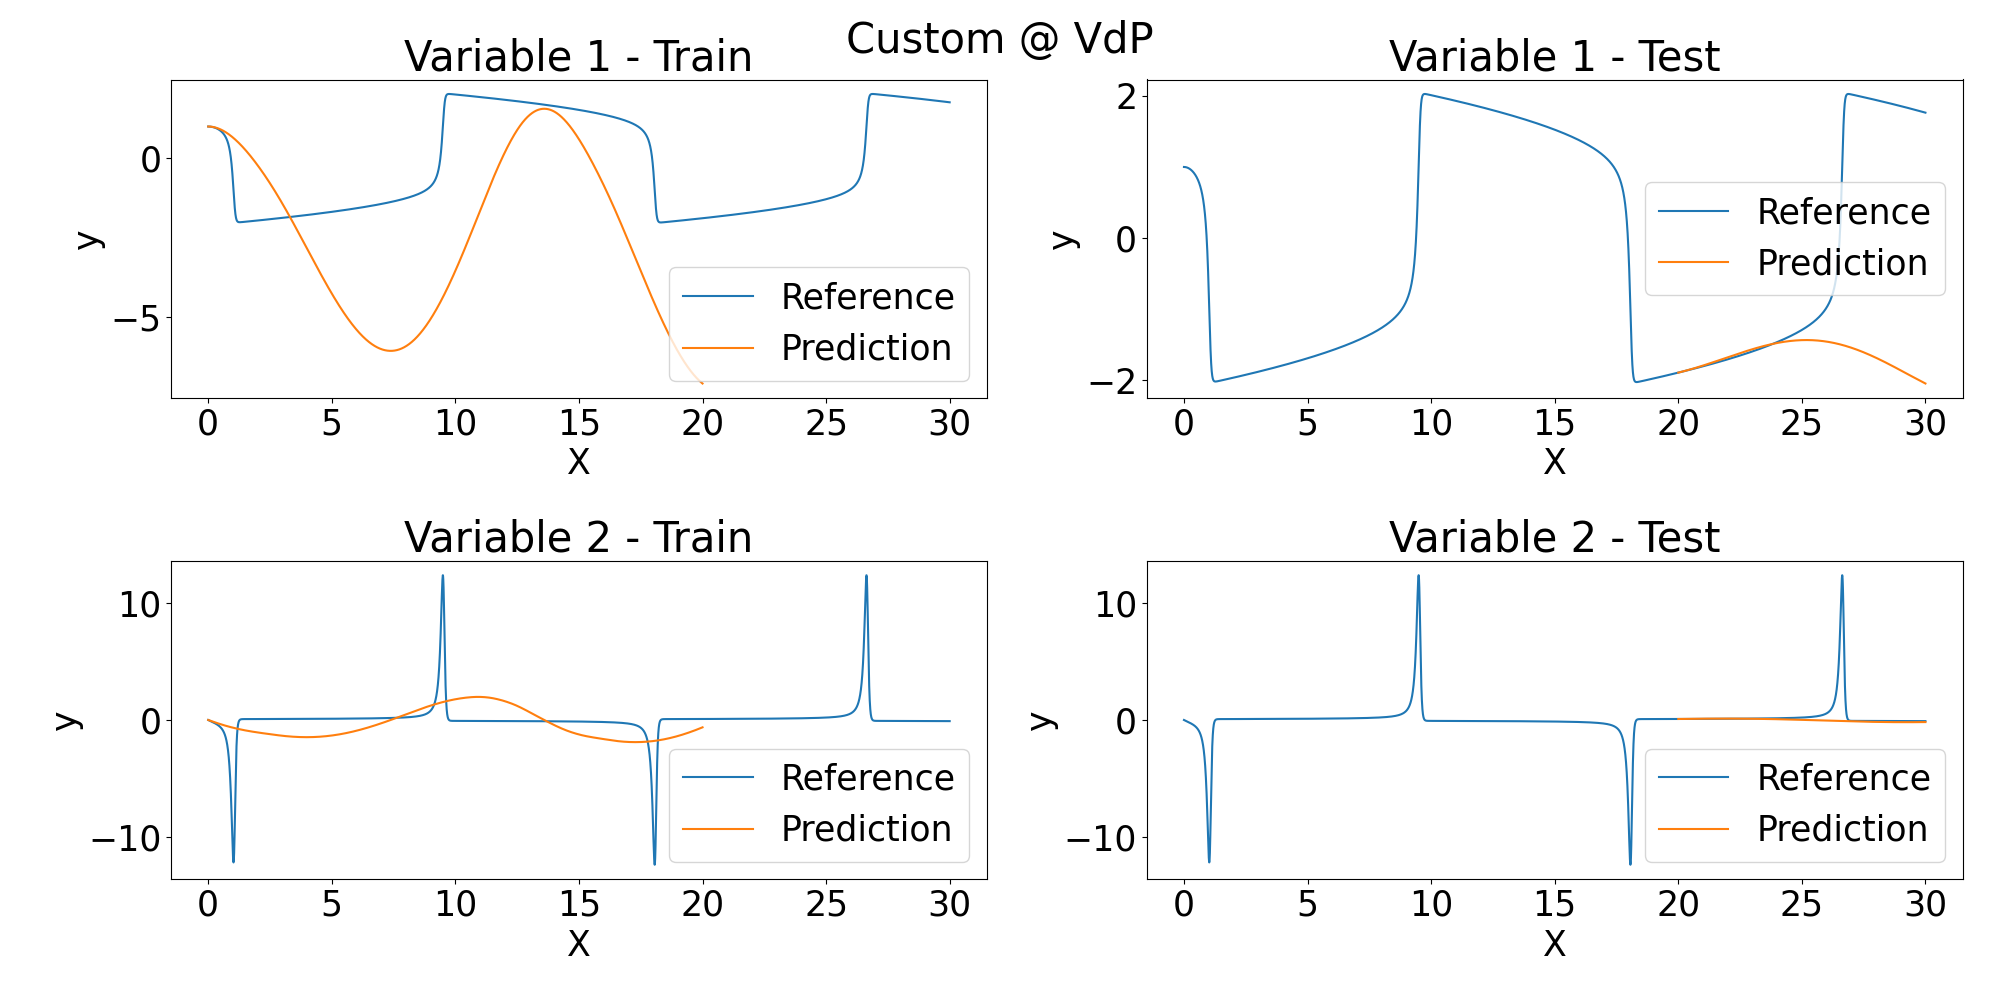 Custom @ VdP
Variable 1 - Train
0
−5
y
Reference
Prediction
0 5 10 15 20 25 30
X
Variable 1 - Test
2
0
−2
y
Reference
Prediction
0 5 10 15 20 25 30
X
Variable 2 - Train
10
0
−10
y
Reference
Prediction
0 5 10 15 20 25 30
X
Variable 2 - Test
10
0
−10
y
Reference
Prediction
0 5 10 15 20 25 30
X